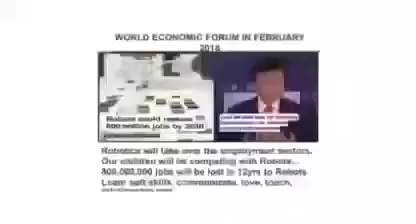 WORLD ECONOMIC FORUM IN FEBRUARY
2018
Robots could remove
800 million jobs by 2030
Robotics will take over the employment sectors.
Our children will be competing with Robots...
800,000,000 jobs will be lost in 12yrs to Robots
Learn soft skills, communicate, love, touch,